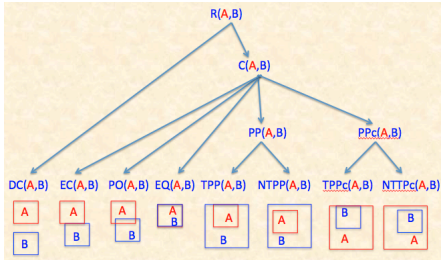 R(A,B)
C(A,B)
PP(A,B) PPc(A,B)
DC(A,B) EC(A,B) PO(A,B) EQ(A,B) TPP(A,B) NTPP(A,B) TPPc(A,B) NTTPc(A,B)
A A A A A A B B
B B B B B B A A